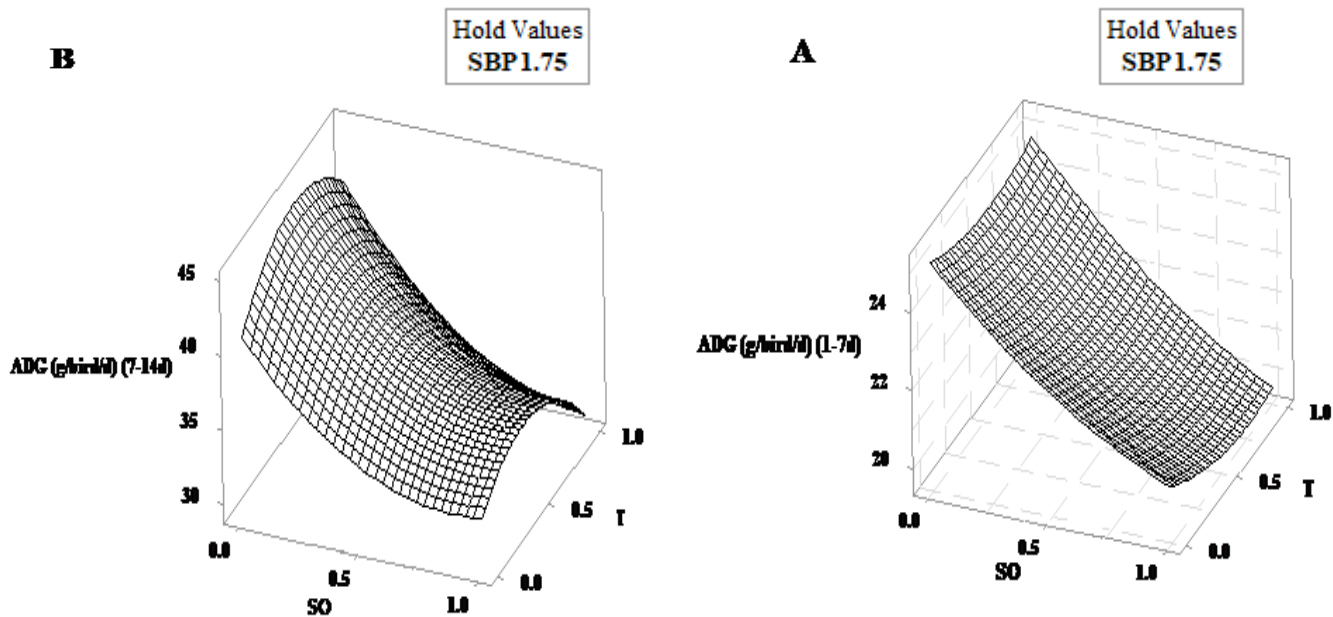 B
Hold Values
SBP1.75
45
40
ADG (g/bird/d) (7-14d)
35
30
0.0
0.5
1.0
SO
0.0
0.5
1.0
T
A
Hold Values
SBP1.75
24
ADG (g/bird/d) (1-7d)
22
20
0.0
0.5
1.0
SO
0.0
0.5
1.0
T